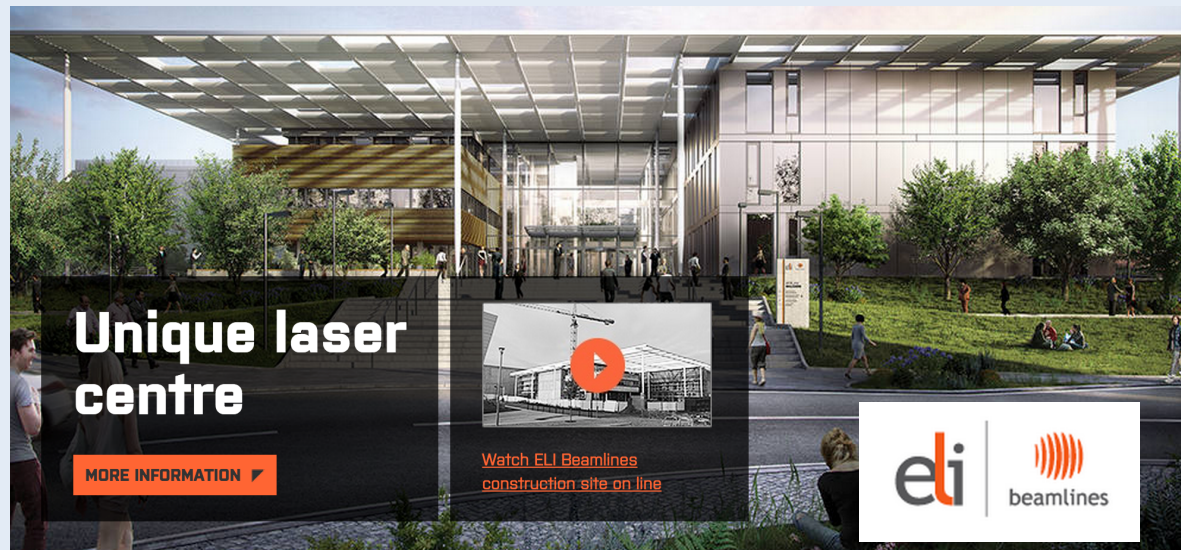 Unique laser
centre
MORE INFORMATION
Watch ELI Beamlines
construction site on line
eli
beamlines